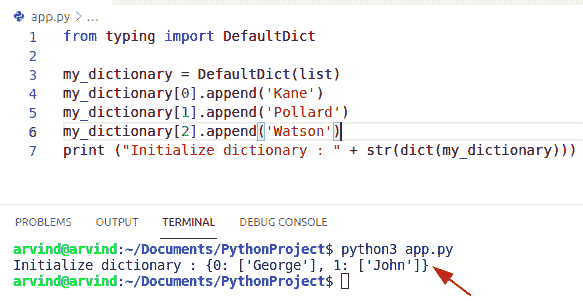 app.py > ...
1 from typing import DefaultDict
2
3 my_dictionary = DefaultDict(list)
4 my_dictionary[0].append('Kane')
5 my_dictionary[1].append('Pollard')
6 my_dictionary[2].append('Watson')
7 print ("Initialize dictionary : " + str(dict(my_dictionary)))
PROBLEMS OUTPUT TERMINAL DEBUG CONSOLE
arvind@arvind:~/Documents/PythonProject$ python3 app.py
Initialize dictionary : {0: ['George'], 1: ['John']}
arvind@arvind:~/Documents/PythonProject$